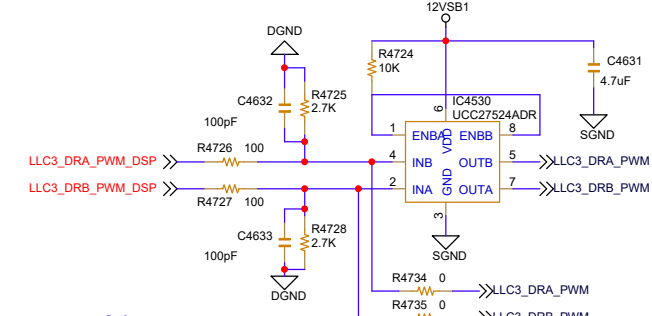 12VSB1
DGND
R4724
10K
C4631
4.7uF
SGND
C4632
100pF
R4725
2.7K
IC4530
UCC27524ADR
6
1 ENBA VDD ENBB 8
LLC3_DRA_PWM_DSP R4726 100 4 INB OUTB 5 LLC3_DRA_PWM
LLC3_DRB_PWM_DSP R4727 100 2 INA GND OUTA 7 LLC3_DRB_PWM
3
SGND
C4633
100pF
R4728
2.7K
DGND
R4734 0 LLC3_DRA_PWM
R4735 0 LLC3_DRB_PWM